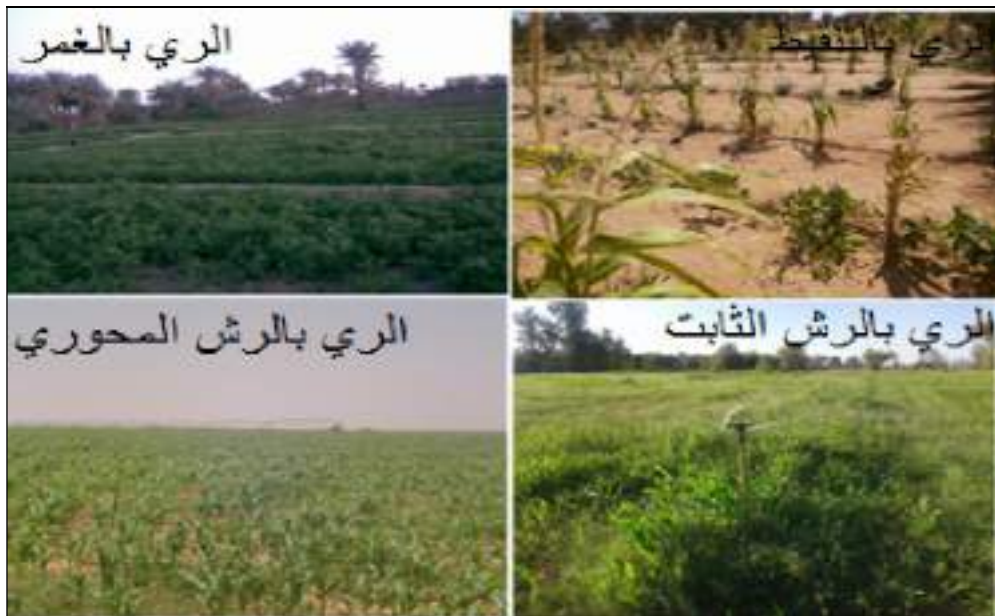 الري بالغمر
الري بالتنقيط
الري بالرش المحوري
الري بالرش الثابت